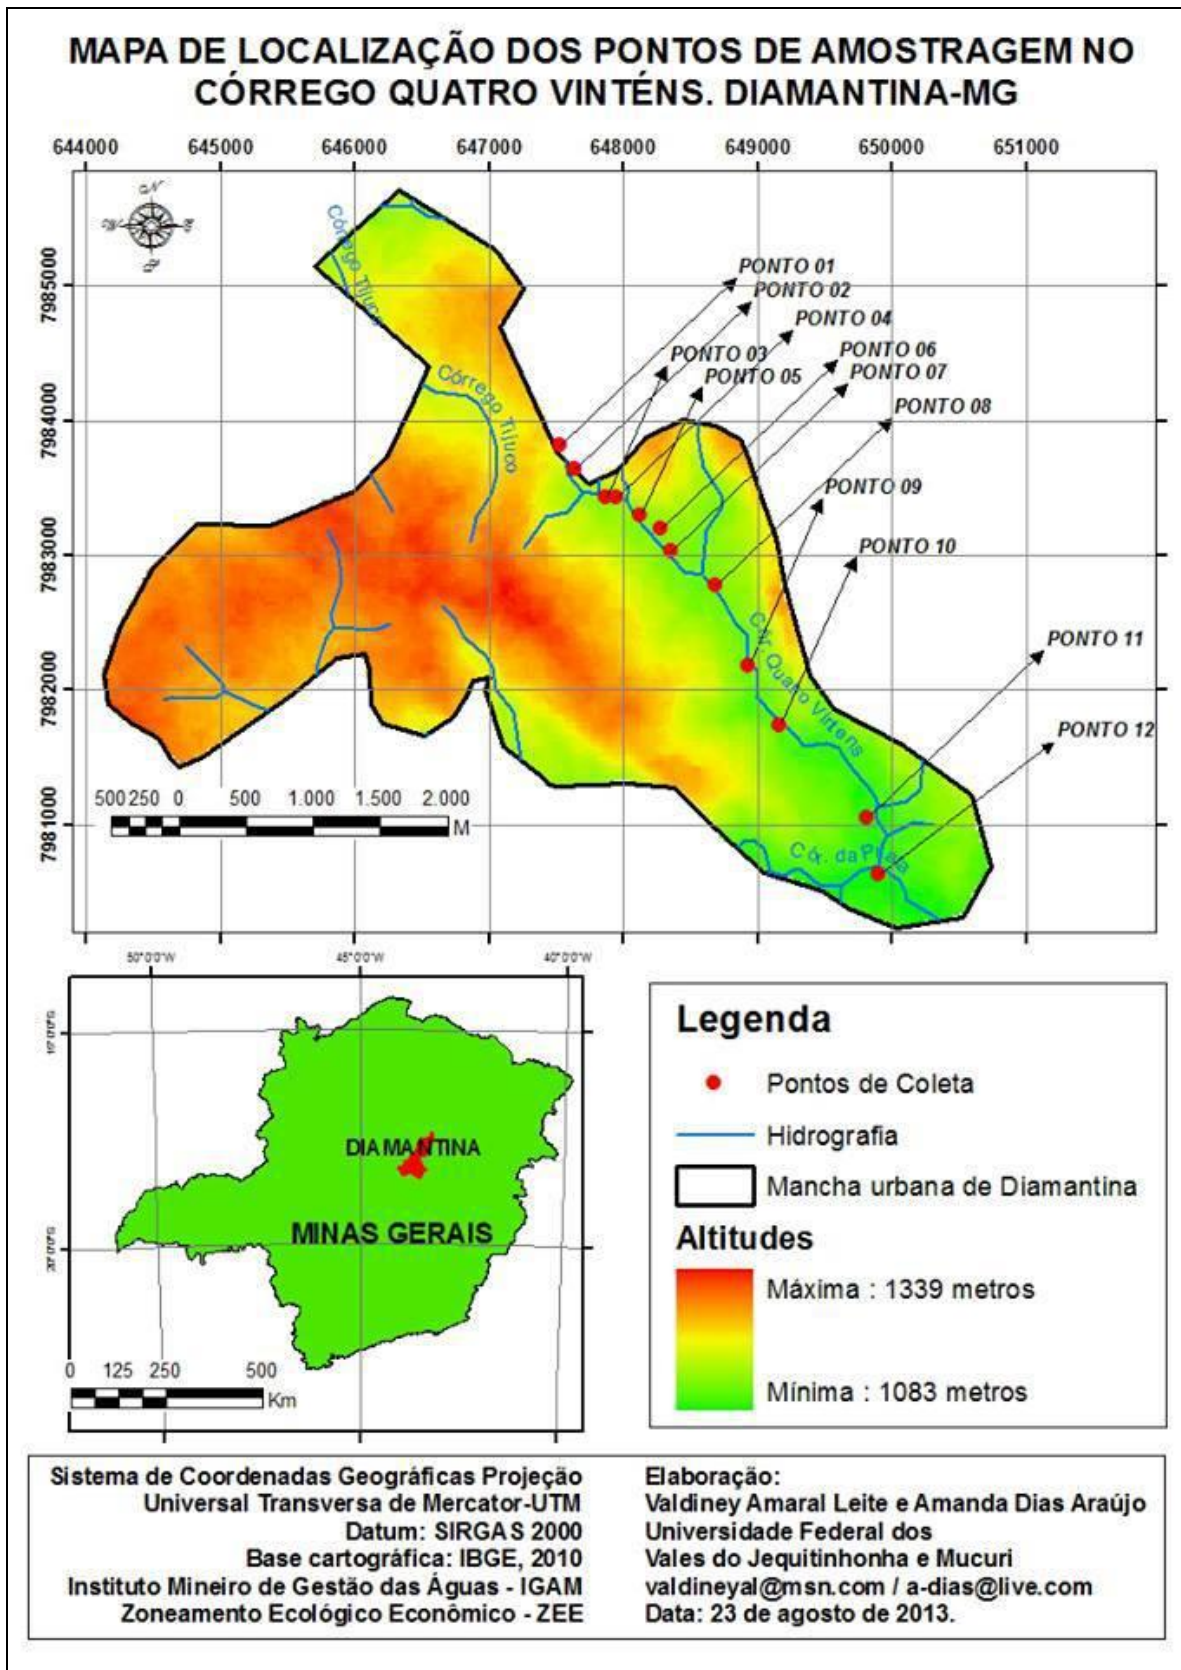 MAPA DE LOCALIZAÇÃO DOS PONTOS DE AMOSTRAGEM NO
CÓRREGO QUATRO VINTÉNS. DIAMANTINA-MG
644000 645000 646000 647000 648000 649000 650000 651000
7985000
7984000
7983000
7982000
7981000
Córrego Tijuco
Córrego Tijuco
PONTO 01
PONTO 02
PONTO 04
PONTO 03
PONTO 06
PONTO 05
PONTO 07
PONTO 08
PONTO 09
PONTO 10
PONTO 11
PONTO 12
Cór. Quatro Vintens
Cór. da Prata
500 250 0 500 1.000 1.500 2.000
M
50°0'0"W 45°0'0"W 40°0'0"W
20°0'0"S
DIAMANTINA
MINAS GERAIS
0 125 250 500
Km
Legenda
Pontos de Coleta
Hidrografia
Mancha urbana de Diamantina
Altitudes
Máxima : 1339 metros
Mínima : 1083 metros
Sistema de Coordenadas Geográficas Projeção
Universal Transversa de Mercator-UTM
Datum: SIRGAS 2000
Base cartográfica: IBGE, 2010
Instituto Mineiro de Gestão das Águas - IGAM
Zoneamento Ecológico Econômico - ZEE
Elaboração:
Valdiney Amaral Leite e Amanda Dias Araújo
Universidade Federal dos
Vales do Jequitinhonha e Mucuri
valdineyal@msn.com / a-dias@live.com
Data: 23 de agosto de 2013.